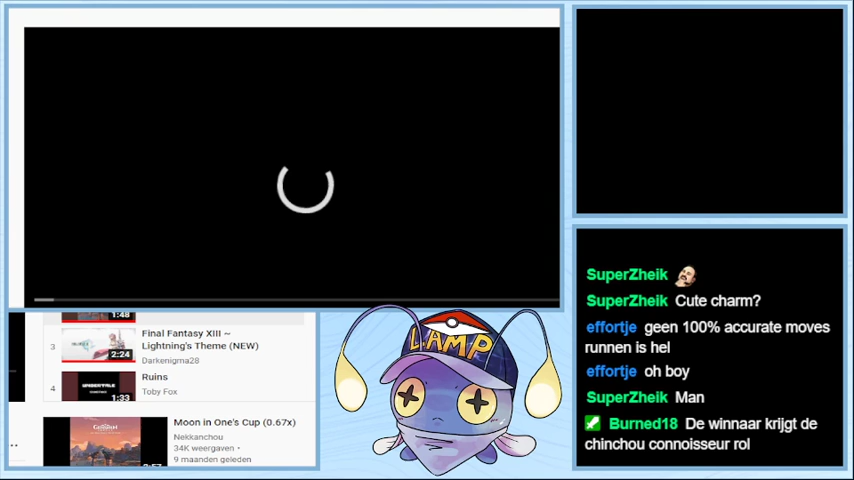 1:48
3
Final Fantasy XIII ~
Lightning's Theme (NEW)
2:24
Darkenigma28
4
Ruins
UNDERTALE
1:33
Toby Fox
Moon in One's Cup (0.67x)
Nekkanchou
34K weergaven •
9 maanden geleden
LAMP
SuperZheik
SuperZheik Cute charm?
effortje geen 100% accurate moves
runnen is hel
effortje oh boy
SuperZheik Man
Burned18 De winnaar krijgt de
chinchou connoisseur rol